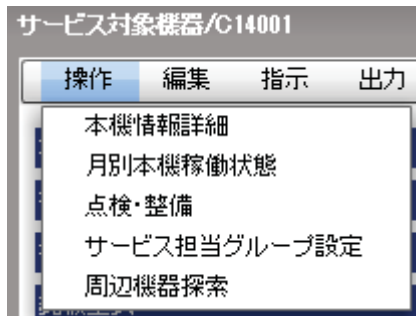 サービス対象機器/C14001
操作 編集 指示 出力
本機情報詳細
月別本機稼働状態
点検・整備
サービス担当グループ設定
周辺機器探索